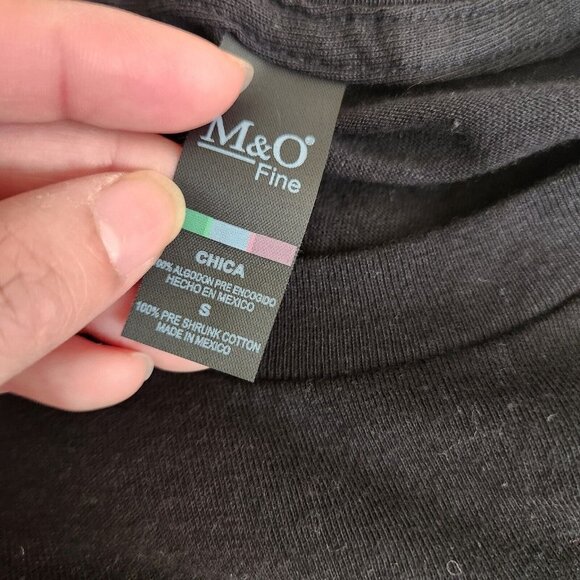 M&O®
Fine
CHICA
100% ALGODON PRE ENCOGIDO
HECHO EN MEXICO
S
100% PRE SHRUNK COTTON
MADE IN MEXICO